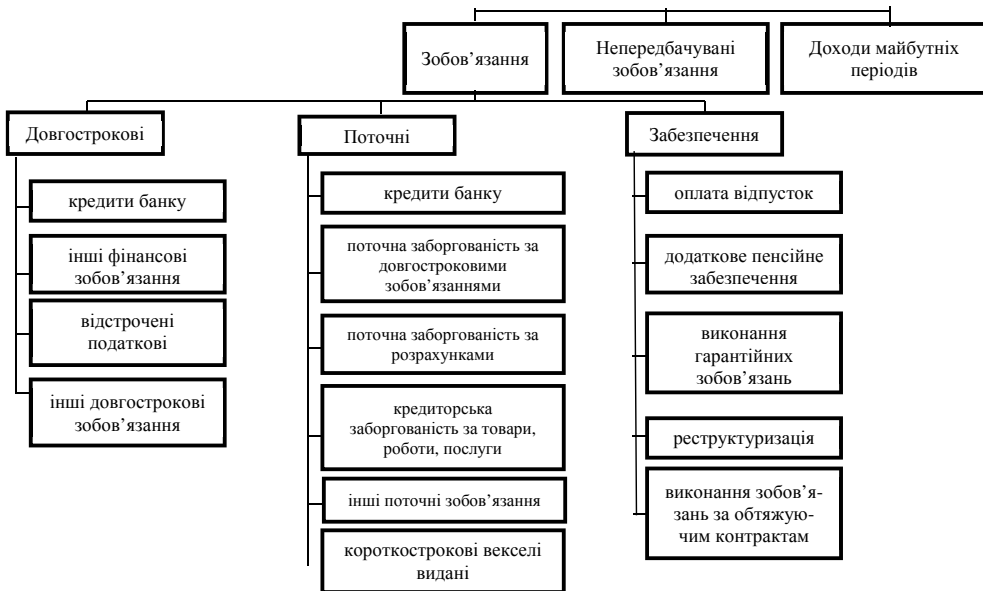 Зобов’язання
Непередбачувані
зобов’язання
Доходи майбутніх
періодів
Довгострокові
кредити банку
інші фінансові
зобов’язання
відстрочені
податкові
інші довгострокові
зобов’язання
Поточні
кредити банку
поточна заборгованість за
довгостроковими
зобов’язаннями
поточна заборгованість за
розрахунками
кредиторська
заборгованість за товари,
роботи, послуги
інші поточні зобов’язання
короткострокові векселі
видані
Забезпечення
оплата відпусток
додаткове пенсійне
забезпечення
виконання
гарантійних
зобов’язань
реструктуризація
виконання зобов’я-
зань за обтяжую-
чим контрактам